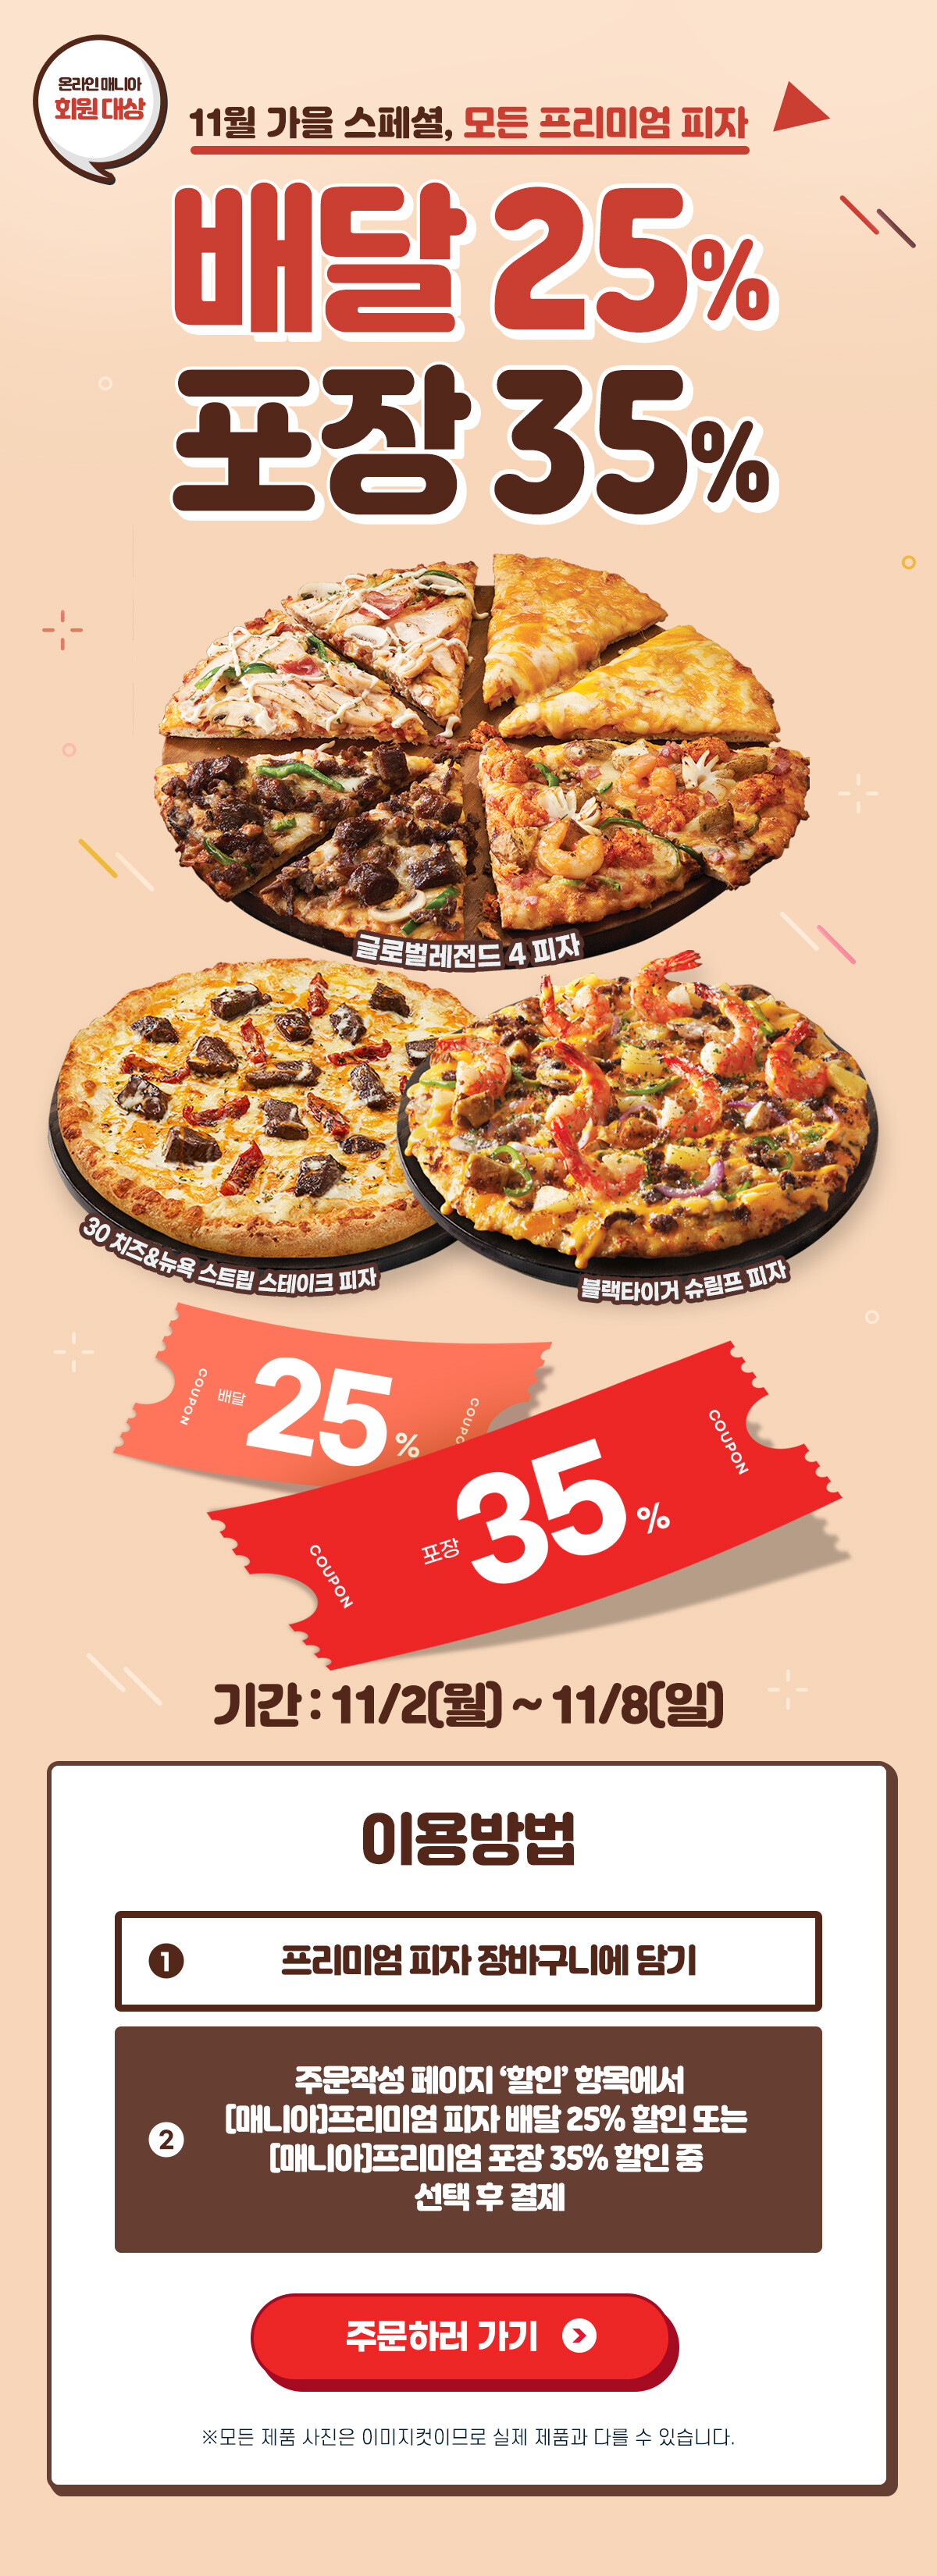 온라인 매니아
회원 대상
11월 가을 스페셜, 모든 프리미엄 피자
배달 25%
포장 35%
글로벌레전드 4 피자
30 치즈&뉴욕 스트립 스테이크 피자
블랙타이거 슈림프 피자
COUPON
배달 25%
COUPON
COUPON
포장 35%
COUPON
기간 : 11/2(월) ~ 11/8(일)
이용방법
1 프리미엄 피자 장바구니에 담기
2
주문작성 페이지 ‘할인’ 항목에서
[매니아]프리미엄 피자 배달 25% 할인 또는
[매니아]프리미엄 포장 35% 할인 중
선택 후 결제
주문하러 가기
※모든 제품 사진은 이미지컷이므로 실제 제품과 다를 수 있습니다.